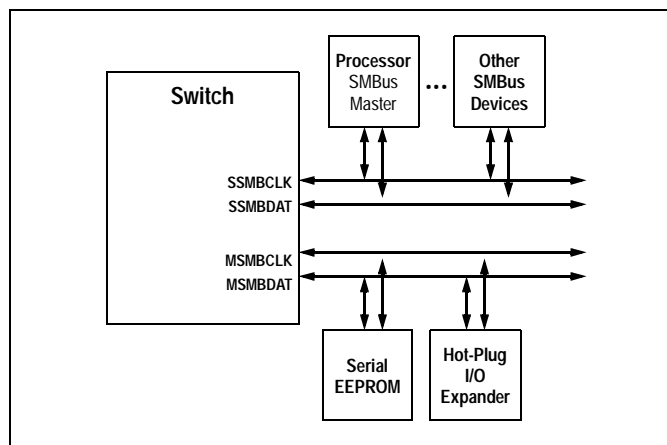 Processor
SMBus
Master
...
Other
SMBus
Devices
Switch
SSMBCLK
SSMBDAT
MSMBCLK
MSMBDAT
Serial
EEPROM
Hot-Plug
I/O
Expander